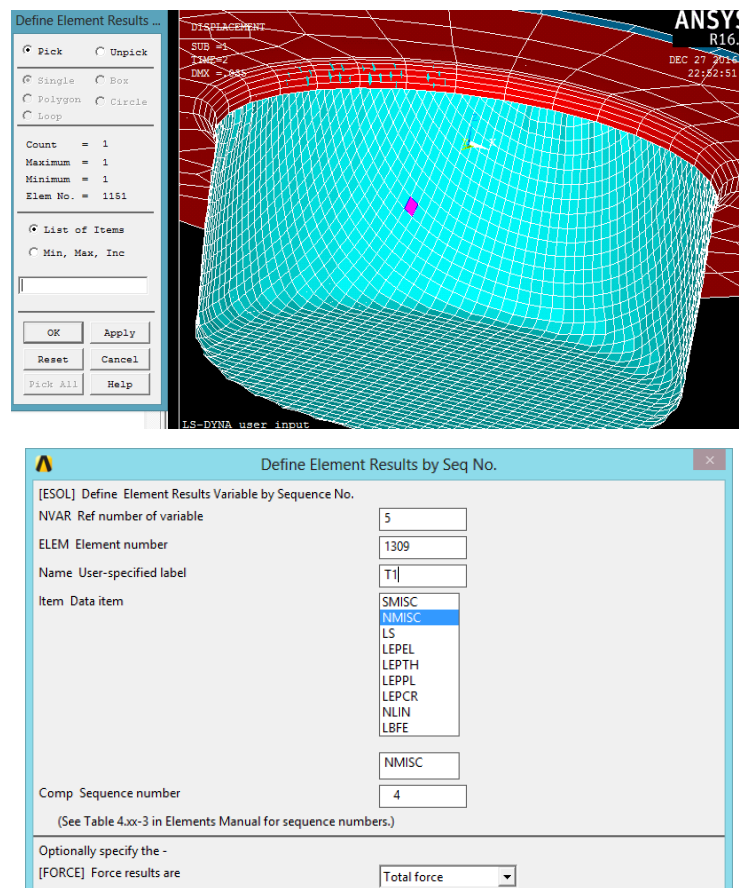 Define Element Results ...
Pick Unpick
Single Box
Polygon Circle
Loop
Count = 1
Maximum = 1
Minimum = 1
Elem No. = 1151
List of Items
Min, Max, Inc
OK Apply
Reset Cancel
Pick All Help
DISPLACEMENT
SUB =1
TIME=2
DMX =.035
ANSYS
R16.
DEC 27 2016
22:52:51
Z
X
LS-DYNA user input
Define Element Results by Seq No.
[ESOL] Define Element Results Variable by Sequence No.
NVAR Ref number of variable 5
ELEM Element number 1309
Name User-specified label T1
Item Data item SMISC
NMISC
LS
LEPEL
LEPTH
LEPPL
LEPCR
NLIN
LBFE
NMISC
Comp Sequence number 4
(See Table 4.xx-3 in Elements Manual for sequence numbers.)
Optionally specify the -
[FORCE] Force results are Total force